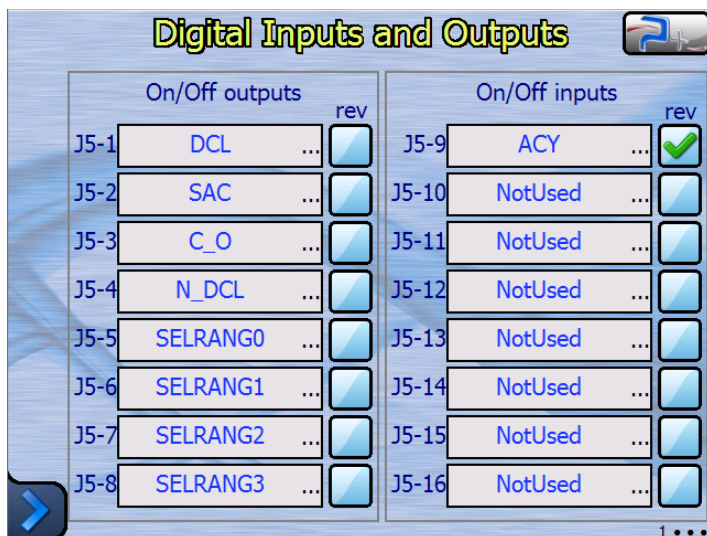 Digital Inputs and Outputs
On/Off outputs
rev
J5-1 DCL ...
J5-2 SAC ...
J5-3 C_O ...
J5-4 N_DCL ...
J5-5 SELRANG0 ...
J5-6 SELRANG1 ...
J5-7 SELRANG2 ...
J5-8 SELRANG3 ...
On/Off inputs
rev
J5-9 ACY ...
J5-10 NotUsed ...
J5-11 NotUsed ...
J5-12 NotUsed ...
J5-13 NotUsed ...
J5-14 NotUsed ...
J5-15 NotUsed ...
J5-16 NotUsed ...
1